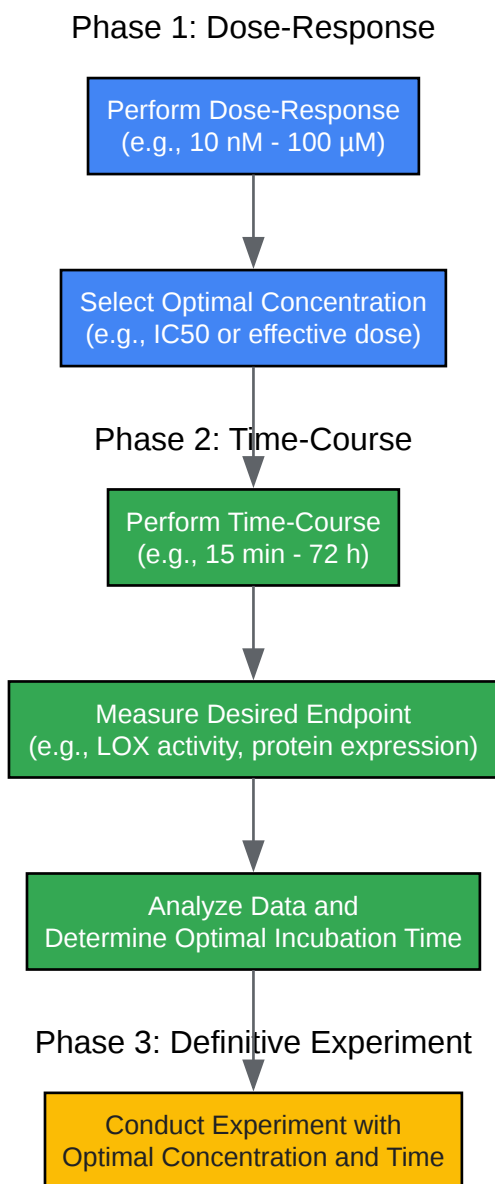 Phase 1: Dose-Response
Perform Dose-Response
(e.g., 10 nM - 100 µM)
Select Optimal Concentration
(e.g., IC50 or effective dose)
Phase 2: Time-Course
Perform Time-Course
(e.g., 15 min - 72 h)
Measure Desired Endpoint
(e.g., LOX activity, protein expression)
Analyze Data and
Determine Optimal Incubation Time
Phase 3: Definitive Experiment
Conduct Experiment with
Optimal Concentration and Time